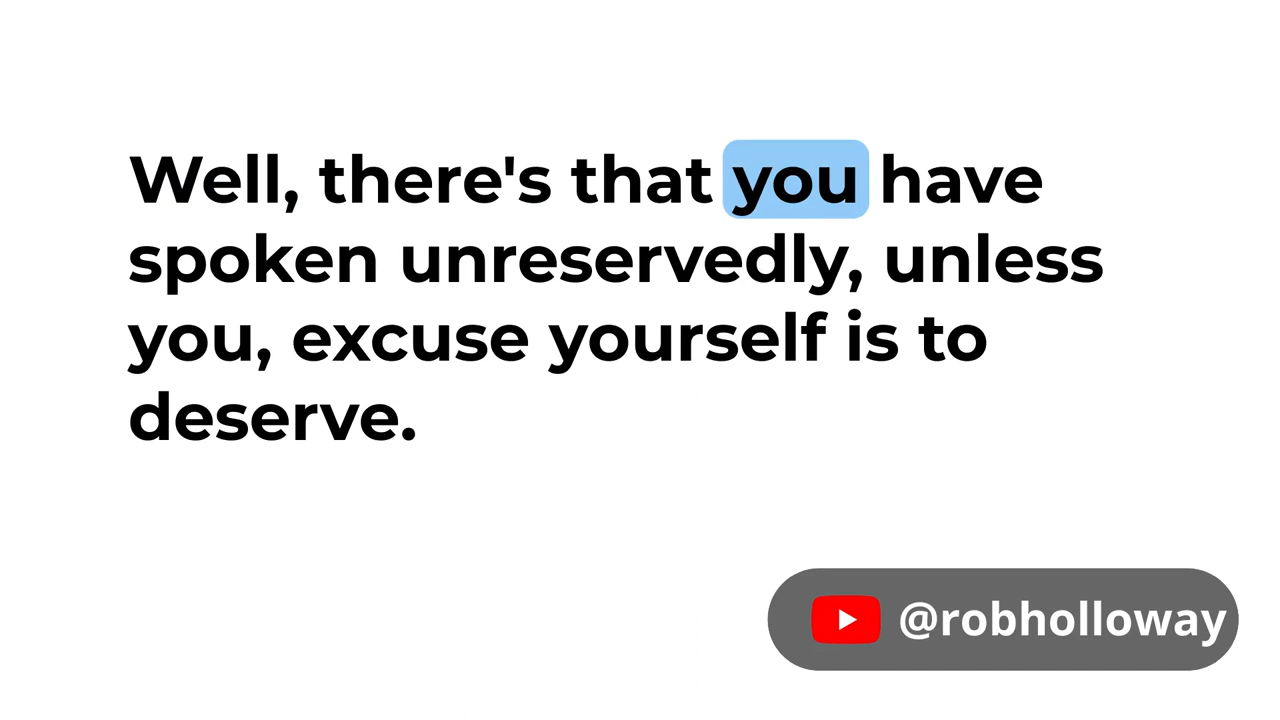 Well, there's that you have
spoken unreservedly, unless
you, excuse yourself is to
deserve.
@robholloway